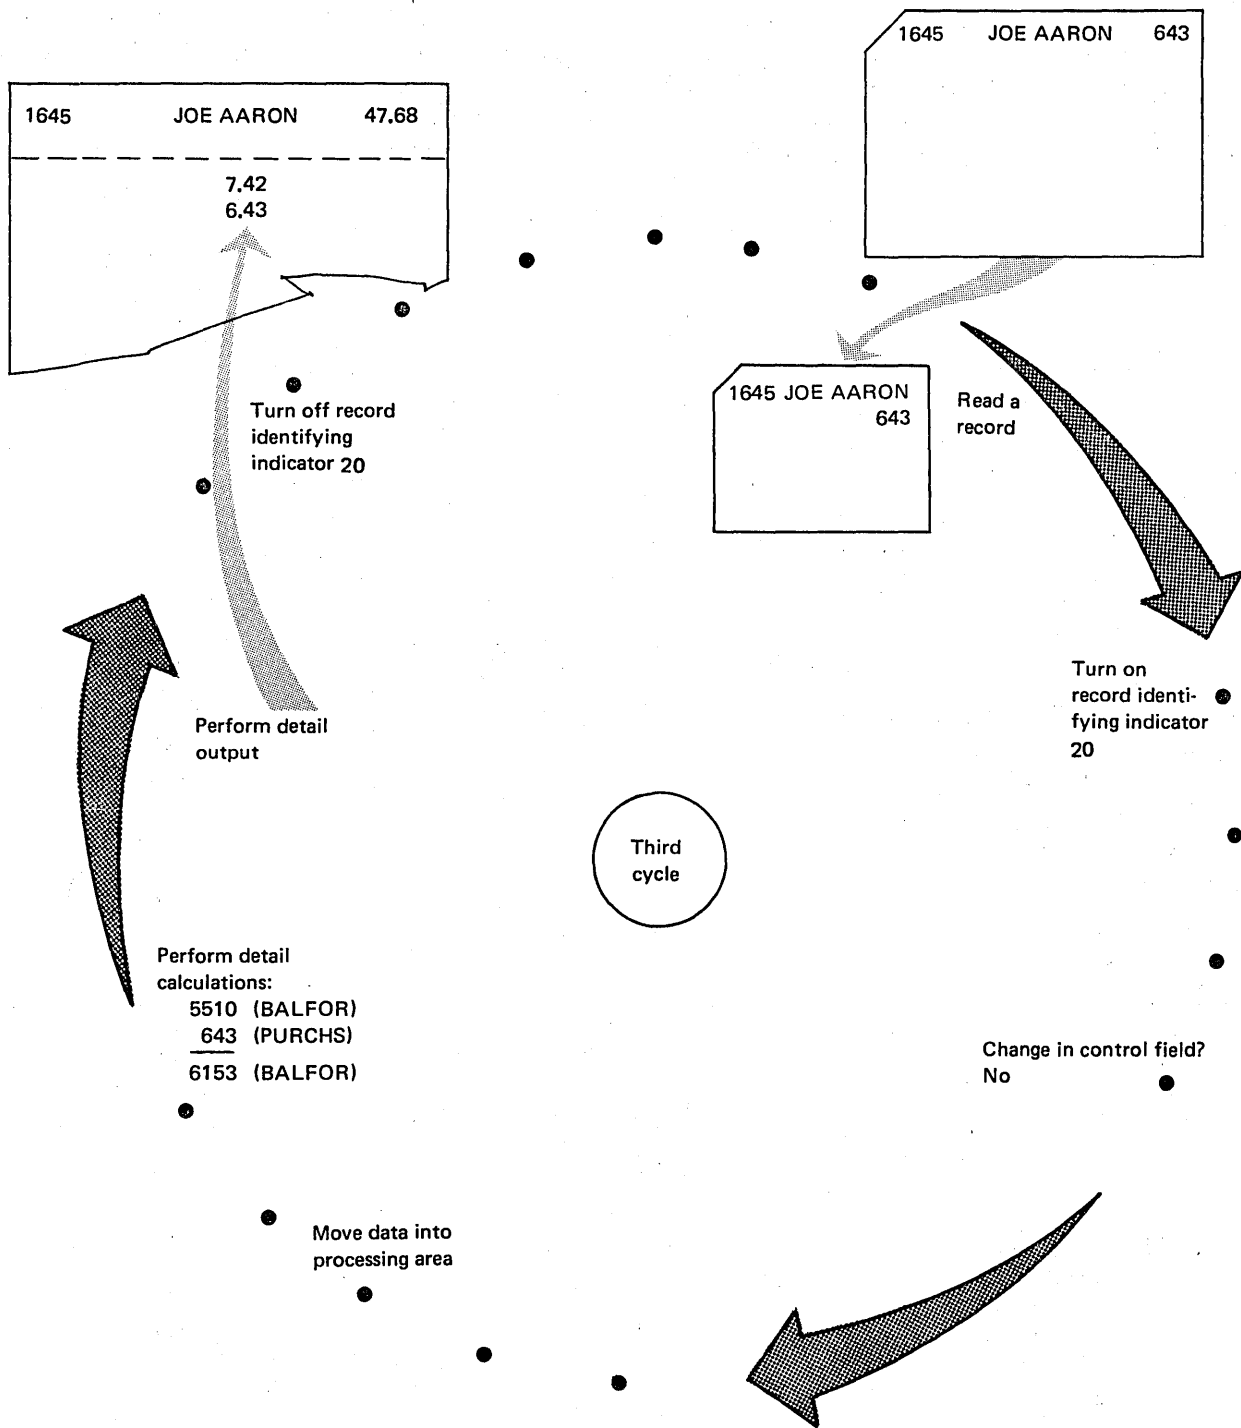 1645 JOE AARON 643
1645 JOE AARON 47.68
7.42
6.43
1645 JOE AARON
643
Read a
record
Turn off record
identifying
indicator 20
Turn on
record identi-
fying indicator
20
Perform detail
output
Third
cycle
Perform detail
calculations:
5510 (BALFOR)
643 (PURCHS)
6153 (BALFOR)
Change in control field?
No
Move data into
processing area